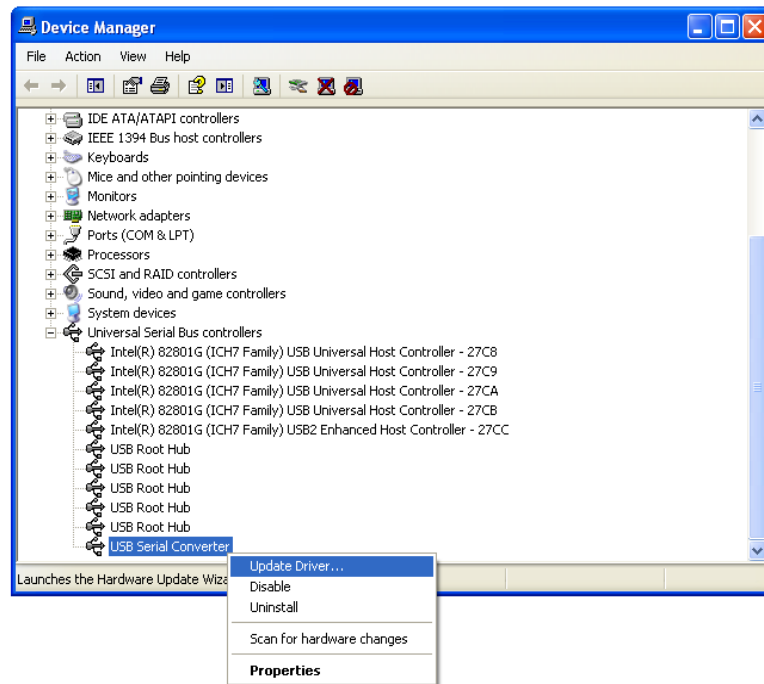 Device Manager
File Action View Help
IDE ATA/ATAPI controllers
IEEE 1394 Bus host controllers
Keyboards
Mice and other pointing devices
Monitors
Network adapters
Ports (COM & LPT)
Processors
SCSI and RAID controllers
Sound, video and game controllers
System devices
Universal Serial Bus controllers
Intel(R) 82801G (ICH7 Family) USB Universal Host Controller - 27C8
Intel(R) 82801G (ICH7 Family) USB Universal Host Controller - 27C9
Intel(R) 82801G (ICH7 Family) USB Universal Host Controller - 27CA
Intel(R) 82801G (ICH7 Family) USB Universal Host Controller - 27CB
Intel(R) 82801G (ICH7 Family) USB2 Enhanced Host Controller - 27CC
USB Root Hub
USB Root Hub
USB Root Hub
USB Root Hub
USB Root Hub
USB Serial Converter
Update Driver...
Launches the Hardware Update Wiza
Disable
Uninstall
Scan for hardware changes
Properties